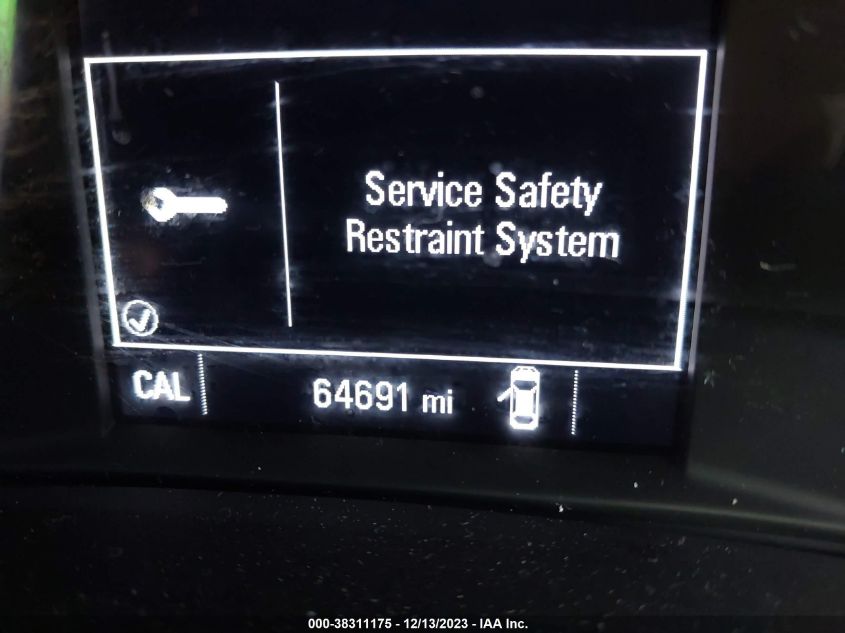 Service Safety
Restraint System
CAL
64691 mi
000-38311175 - 12/13/2023 - IAA Inc.